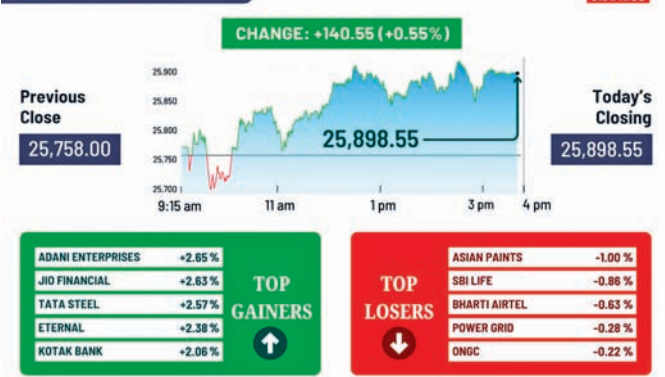 CHANGE: +140.55 (+0.55%)
Previous
Close
25,758.00
25,900
25,850
25,800
25,750
25,700
25,898.55
9:15 am 11 am 1 pm 3 pm 4 pm
Today's
Closing
25,898.55
ADANI ENTERPRISES +2.65 %
JIO FINANCIAL +2.63 %
TATA STEEL +2.57 %
ETERNAL +2.38 %
KOTAK BANK +2.06 %
TOP
GAINERS
TOP
LOSERS
ASIAN PAINTS -1.00 %
SBI LIFE -0.86 %
BHARTI AIRTEL -0.63 %
POWER GRID -0.28 %
ONGC -0.22 %